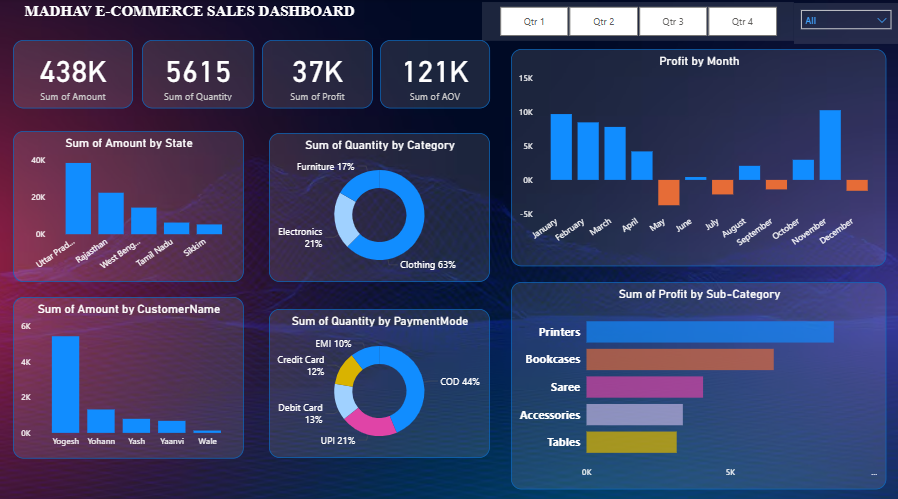 MADHAV E-COMMERCE SALES DASHBOARD
Qtr 1
Qtr 2
Qtr 3
Qtr 4
All
438K
Sum of Amount
5615
Sum of Quantity
37K
Sum of Profit
121K
Sum of AOV
Sum of Amount by State
40K
20K
0K
Uttar Prad...
Rajasthan
West Beng...
Tamil Nadu
Sikkim
Sum of Quantity by Category
Furniture 17%
Electronics
21%
Clothing 63%
Profit by Month
15K
10K
5K
0K
-5K
January
February
March
April
May
June
July
August
September
October
November
December
Sum of Amount by CustomerName
6K
4K
2K
0K
Yogesh
Yohann
Yash
Yaanvi
Wale
Sum of Quantity by PaymentMode
EMI 10%
Credit Card
12%
Debit Card
13%
UPI 21%
COD 44%
Sum of Profit by Sub-Category
Printers
Bookcases
Saree
Accessories
Tables
0K
5K
...